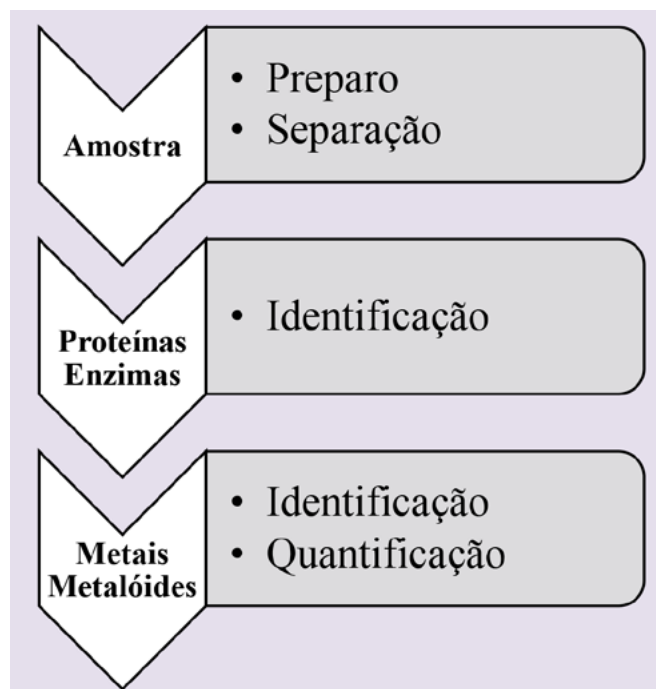 Amostra
• Preparo
• Separação
Proteínas
Enzimas
• Identificação
Metais
Metalóides
• Identificação
• Quantificação